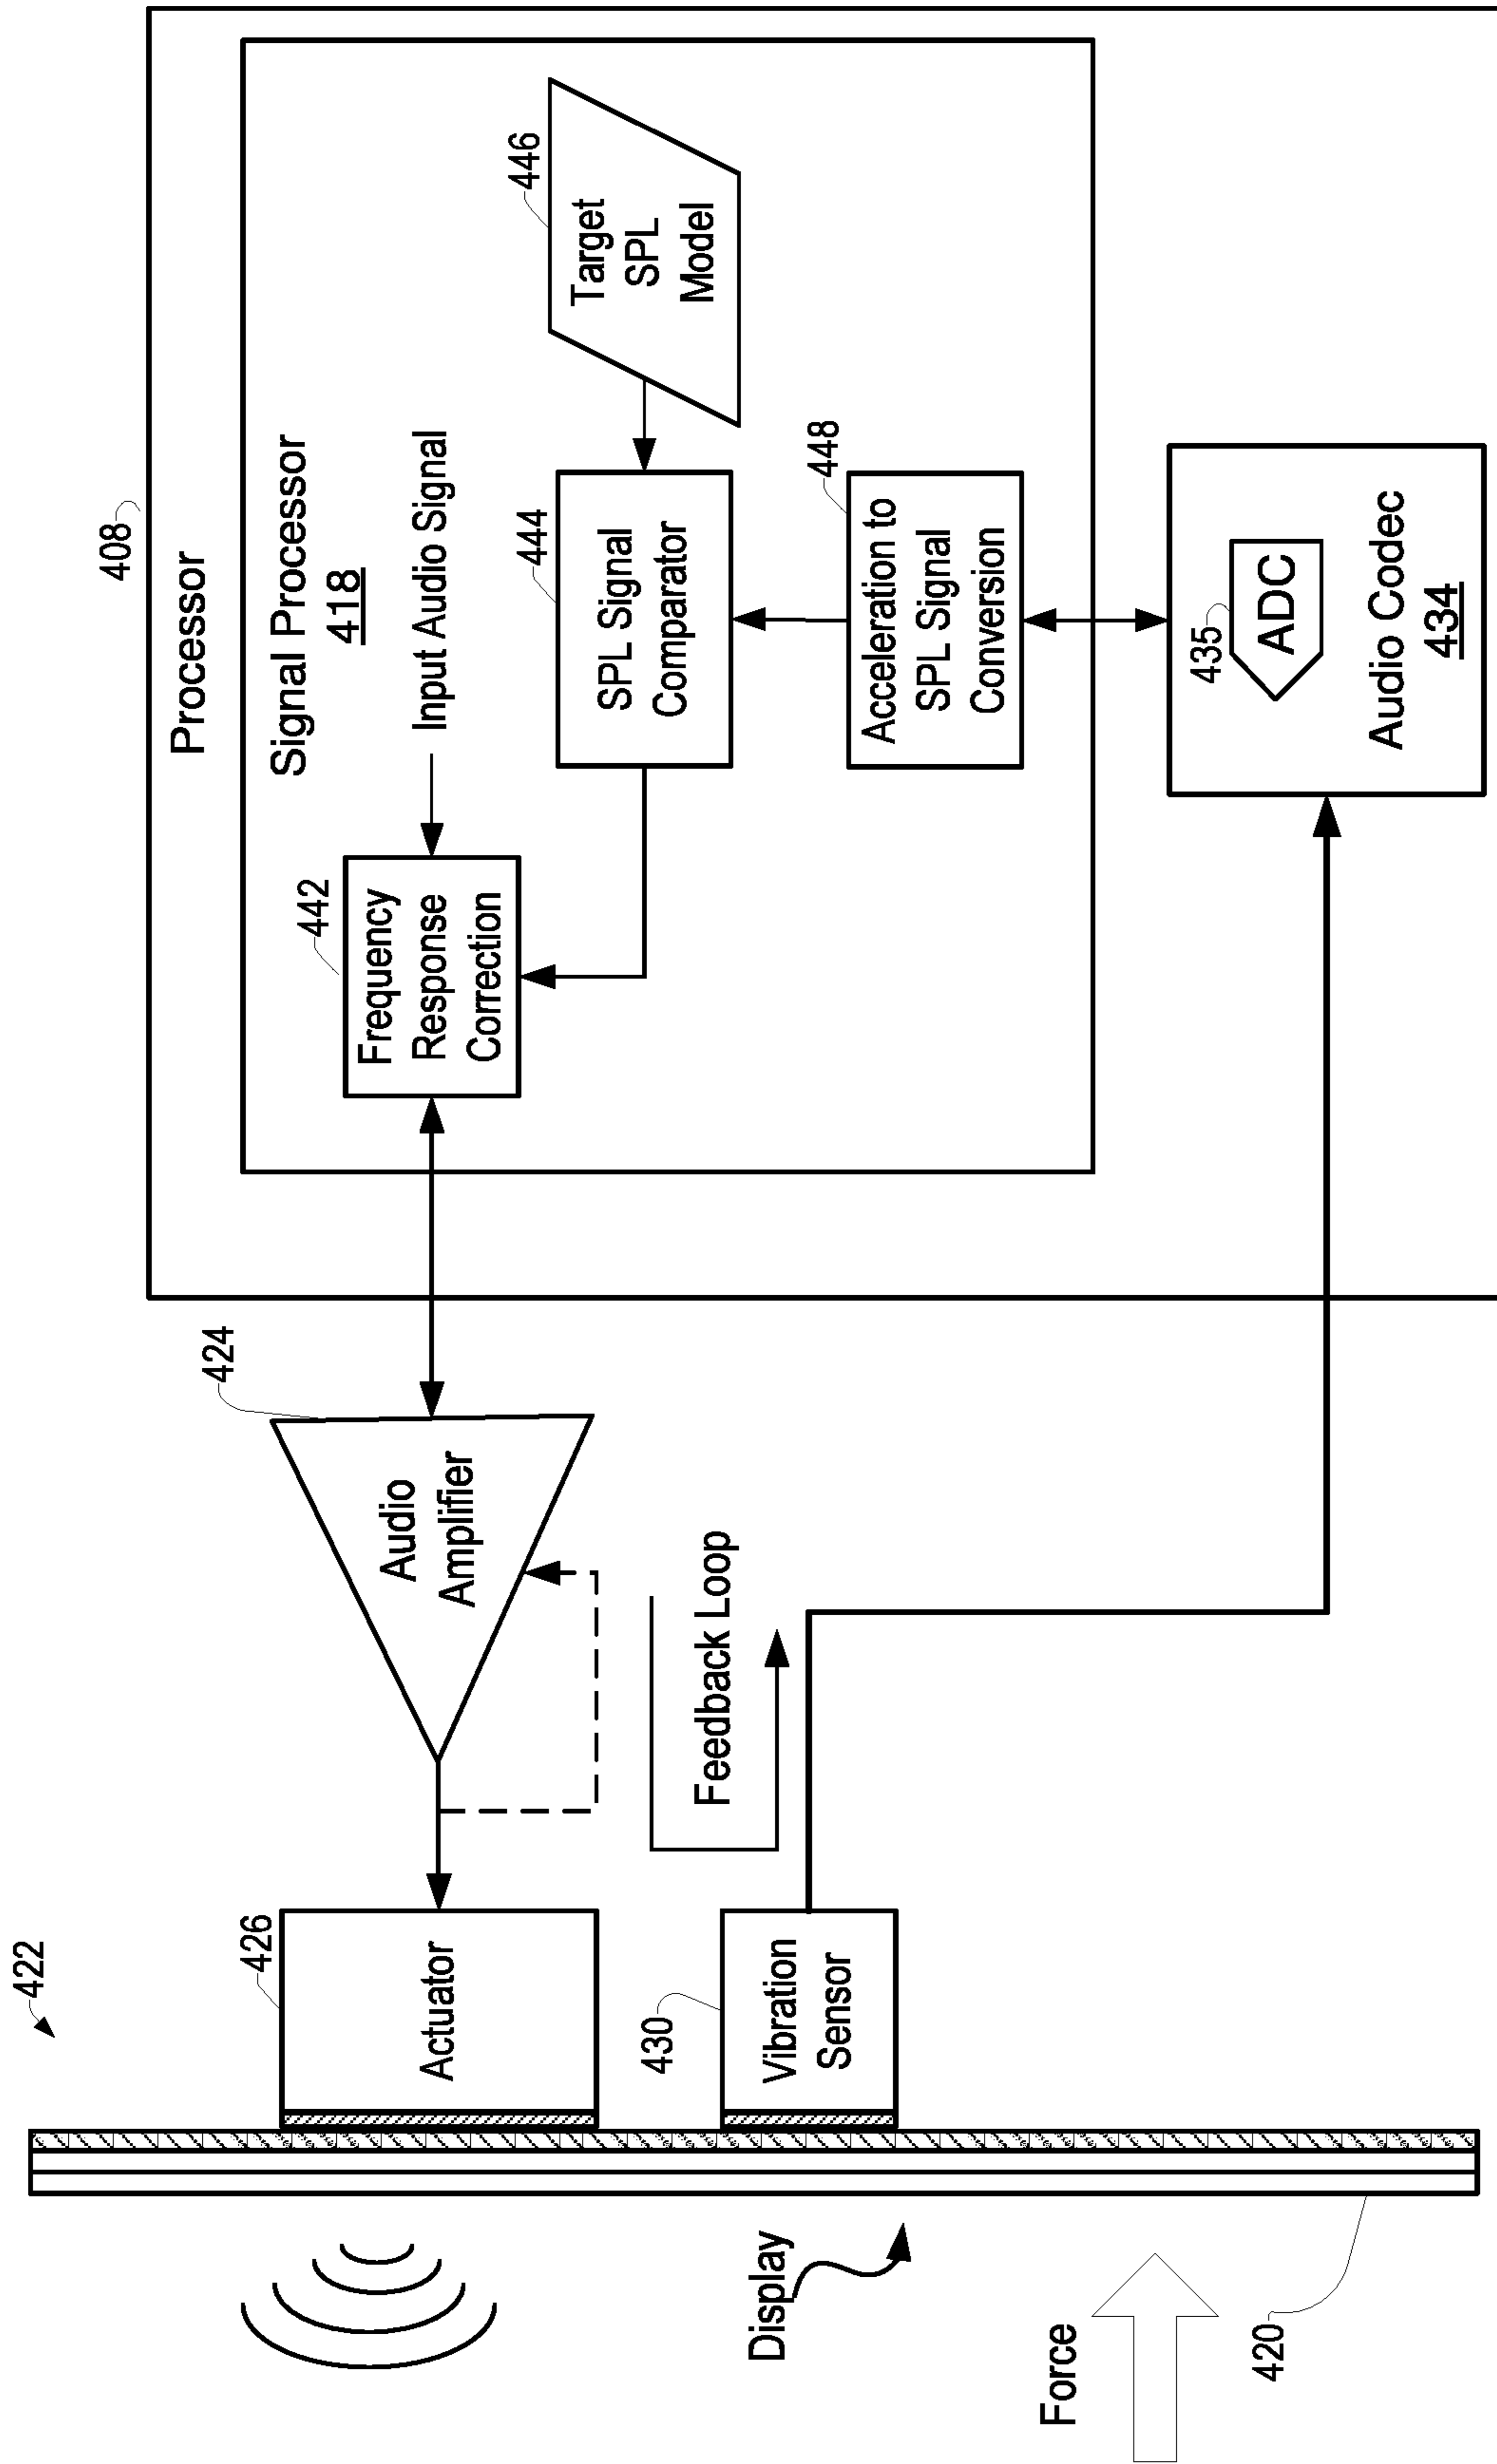 422
408
Processor
Signal Processor
418
Input Audio Signal
442
Frequency
Response
Correction
444
SPL Signal
Comparator
446
Target
SPL
Model
448
Acceleration to
SPL Signal
Conversion
435
ADC
Audio Codec
434
424
Audio
Amplifier
426
Actuator
Feedback Loop
430
Vibration
Sensor
Display
Force
420